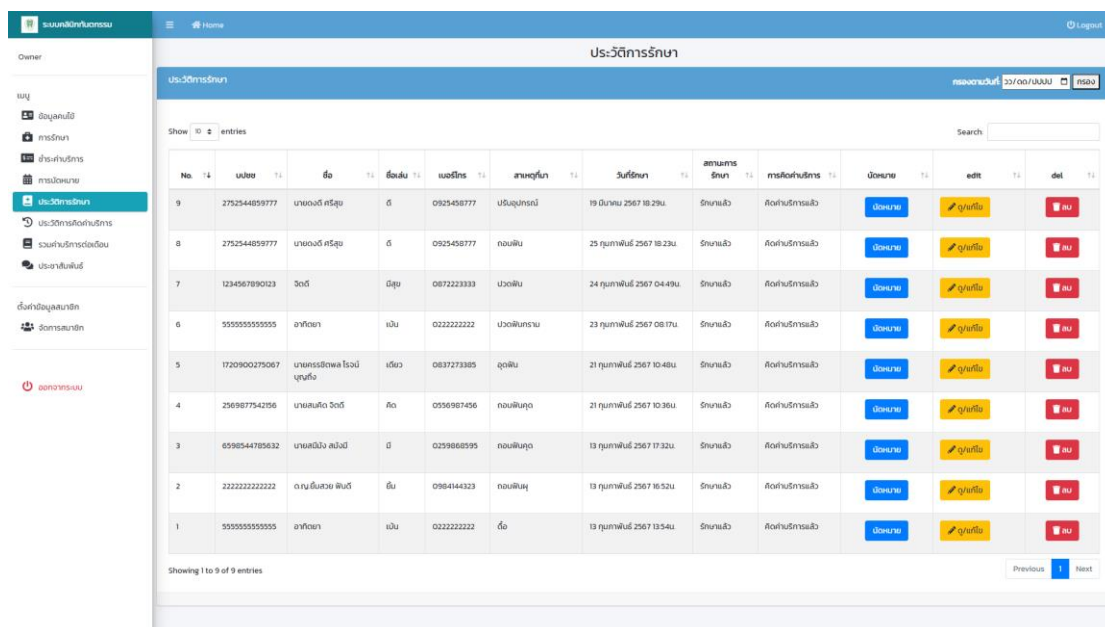 ระบบคลินิกทันตกรรม
Home
Logout
Owner
ประวัติการรักษา
ประวัติการรักษา
กรองตามวันที่: วว/ดด/ปปปป กรอง
เมนู
ข้อมูลคนไข้
การรักษา
ชำระค่าบริการ
การนัดหมาย
ประวัติการรักษา
ประวัติการคิดค่าบริการ
รวมค่าบริการต่อเดือน
ประชาสัมพันธ์
ตั้งค่าข้อมูลสมาชิก
จัดการสมาชิก
ออกจากระบบ
Show 10 entries
Search:
No. บปชช ชื่อ ชื่อเล่น เบอร์โทร สาเหตุที่มา วันที่รักษา สถานะการรักษา การคิดค่าบริการ นัดหมาย edit del
9 2752544859777 นายดงดี ศรีสุข ดี 0925458777 ปรับอุปกรณ์ 19 มีนาคม 2567 18:29น. รักษาแล้ว คิดค่าบริการแล้ว นัดหมาย ดู/แก้ไข ลบ
8 2752544859777 นายดงดี ศรีสุข ดี 0925458777 ถอนฟัน 25 กุมภาพันธ์ 2567 18:23น. รักษาแล้ว คิดค่าบริการแล้ว นัดหมาย ดู/แก้ไข ลบ
7 1234567890123 จิตดี มีสุข 0872223333 ปวดฟัน 24 กุมภาพันธ์ 2567 04:49น. รักษาแล้ว คิดค่าบริการแล้ว นัดหมาย ดู/แก้ไข ลบ
6 5555555555555 อาทิตยา เบ้น 0222222222 ปวดฟันกราม 23 กุมภาพันธ์ 2567 08:17น. รักษาแล้ว คิดค่าบริการแล้ว นัดหมาย ดู/แก้ไข ลบ
5 1720900275067 โรจน์บุญถึง เดียว 0837273385 อุดฟัน 21 กุมภาพันธ์ 2567 10:48น. รักษาแล้ว คิดค่าบริการแล้ว นัดหมาย ดู/แก้ไข ลบ
4 2569877542156 นายสมคิด จิตดี คิด 0556987456 ถอนฟันคุด 21 กุมภาพันธ์ 2567 10:36น. รักษาแล้ว คิดค่าบริการแล้ว นัดหมาย ดู/แก้ไข ลบ
3 6598544785632 มี 0259868595 ถอนฟันคุด 13 กุมภาพันธ์ 2567 17:32น. รักษาแล้ว คิดค่าบริการแล้ว นัดหมาย ดู/แก้ไข ลบ
2 2222222222222 ด.ญ.ยิ้มสวย ฟันดี ยิ้ม 0984144323 ถอนฟันผุ 13 กุมภาพันธ์ 2567 16:52น. รักษาแล้ว คิดค่าบริการแล้ว นัดหมาย ดู/แก้ไข ลบ
1 5555555555555 อาทิตยา เบ้น 0222222222 13 กุมภาพันธ์ 2567 13:54น. รักษาแล้ว คิดค่าบริการแล้ว นัดหมาย ดู/แก้ไข ลบ
Showing 1 to 9 of 9 entries
Previous 1 Next